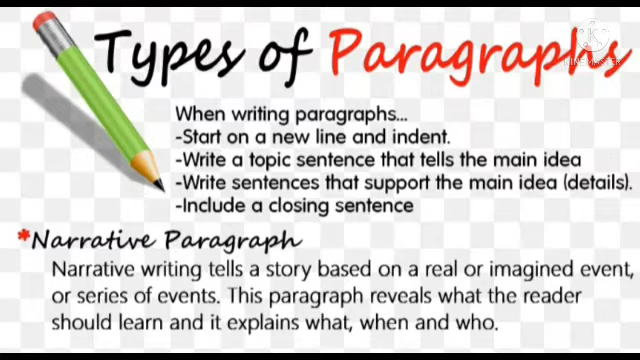 Types of Paragraphs
KINEMASTER
When writing paragraphs...
-Start on a new line and indent.
-Write a topic sentence that tells the main idea
-Write sentences that support the main idea (details).
-Include a closing sentence
*Narrative Paragraph
Narrative writing tells a story based on a real or imagined event,
or series of events. This paragraph reveals what the reader
should learn and it explains what, when and who.